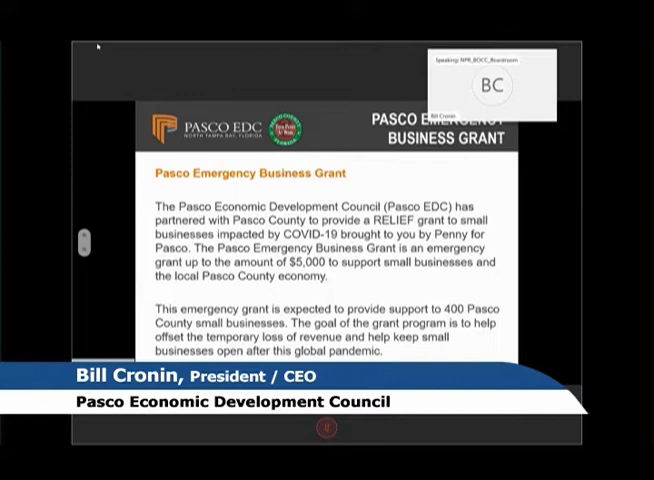 Speaking: NPR_BOCC_Boardroom
BC
Bill Cronin
PASCO EDC
NORTH TAMPA BAY, FLORIDA
PASCO EMERGENCY
BUSINESS GRANT
Pasco Emergency Business Grant
The Pasco Economic Development Council (Pasco EDC) has
partnered with Pasco County to provide a RELIEF grant to small
businesses impacted by COVID-19 brought to you by Penny for
Pasco. The Pasco Emergency Business Grant is an emergency
grant up to the amount of $5,000 to support small businesses and
the local Pasco County economy.
This emergency grant is expected to provide support to 400 Pasco
County small businesses. The goal of the grant program is to help
offset the temporary loss of revenue and help keep small
businesses open after this global pandemic.
Bill Cronin, President / CEO
Pasco Economic Development Council